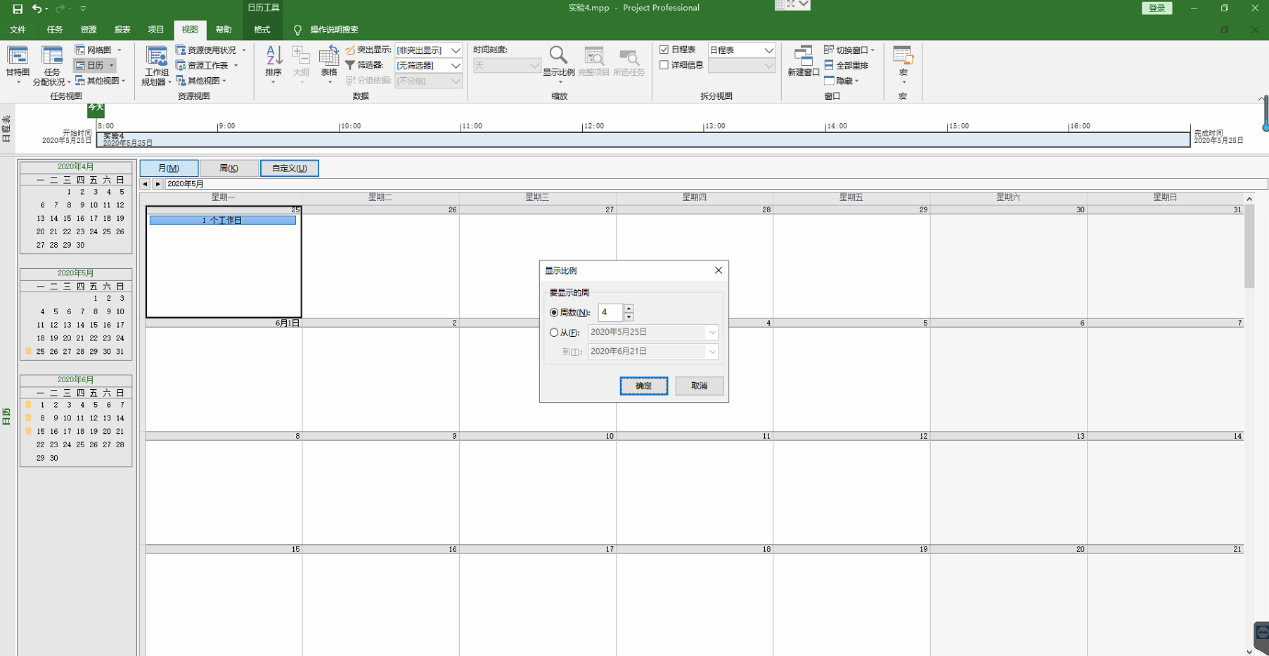 日历工具
实验4.mpp - Project Professional
登录
文件 任务 资源 报表 项目 视图 帮助 格式 操作说明搜索
甘特图
任务分配状况
网络图
日历
其他视图
任务视图
工作组规划器
资源使用状况
资源工作表
其他视图
资源视图
排序
大纲
表格
突出显示: [非突出显示]
筛选器: [无筛选器]
分组依据: [不分组]
数据
时间刻度:
天
显示比例
完整项目
所选任务
缩放
日程表 日程表
详细信息
拆分视图
新建窗口
切换窗口
全部重排
隐藏
窗口
宏
宏
日程表
今天
8:00 9:00 10:00 11:00 12:00 13:00 14:00 15:00 16:00
开始时间
2020年5月25日
实验4
2020年5月25日
完成时间
2020年5月25日
日历
2020年4月
一 二 三 四 五 六 日
1 2 3 4 5
6 7 8 9 10 11 12
13 14 15 16 17 18 19
20 21 22 23 24 25 26
27 28 29 30
2020年5月
一 二 三 四 五 六 日
1 2 3
4 5 6 7 8 9 10
11 12 13 14 15 16 17
18 19 20 21 22 23 24
25 26 27 28 29 30 31
2020年6月
一 二 三 四 五 六 日
1 2 3 4 5 6 7
8 9 10 11 12 13 14
15 16 17 18 19 20 21
22 23 24 25 26 27 28
29 30
月(M) 周(K) 自定义(U)
2020年5月
星期一 星期二 星期三 星期四 星期五 星期六 星期日
25 26 27 28 29 30 31
1 个工作日
6月1日 2 4 5 6 7
8 9 10 11 12 13 14
15 16 17 18 19 20 21
显示比例
要显示的周
周数(N): 4
从(F): 2020年5月25日
到(T): 2020年6月21日
确定 取消